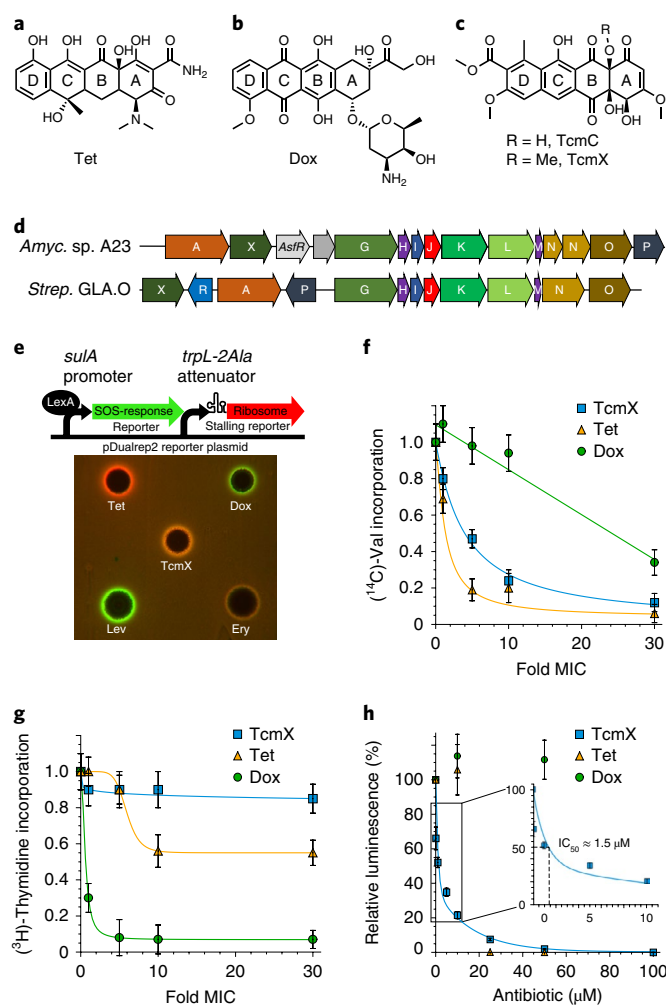 a
OH OH O OH O
OH
D C B A
NH2
HO
O
N
Tet
b
O OH O
OH
OH
D C B A
O O OH O
O
OH
NH2
Dox
c
R
O O
O
O
D C B A
O
O O
HO OH
R = H, TcmC
R = Me, TcmX
d
Amyc. sp. A23
A X AsfR G H I J K L M N N O P
Strep. GLA.O
X R A P G H I J K L M N O
e
sulA
promoter
trpL-2Ala
attenuator
LexA
SOS-response
Ribosome
Reporter
Stalling reporter
pDualrep2 reporter plasmid
Tet
Dox
TcmX
Lev
Ery
f
TcmX
Tet
Dox
(14C)-Val incorporation
1.0
0.8
0.6
0.4
0.2
0
0 10 20 30
Fold MIC
g
TcmX
Tet
Dox
(3H)-Thymidine incorporation
1.0
0.8
0.6
0.4
0.2
0
0 10 20 30
Fold MIC
h
TcmX
Tet
Dox
Relative luminescence (%)
100
80
60
40
20
0
0 20 40 60 80 100
Antibiotic (μM)
100
50
0
0 5 10
IC50 ≈ 1.5 μM